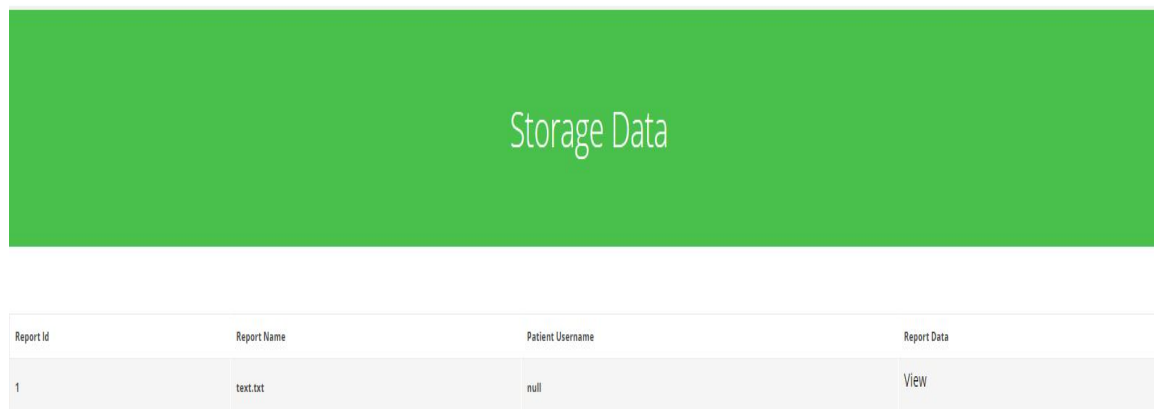 Storage Data
Report Id Report Name Patient Username Report Data
1 text.txt null View